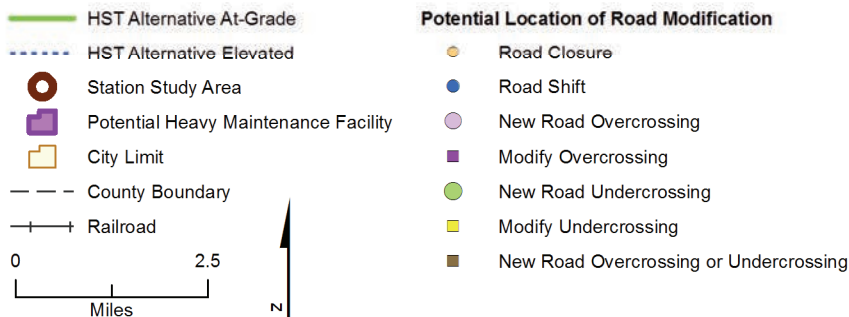 HST Alternative At-Grade
HST Alternative Elevated
Station Study Area
Potential Heavy Maintenance Facility
City Limit
County Boundary
Railroad
0 2.5
Miles
N
Potential Location of Road Modification
Road Closure
Road Shift
New Road Overcrossing
Modify Overcrossing
New Road Undercrossing
Modify Undercrossing
New Road Overcrossing or Undercrossing